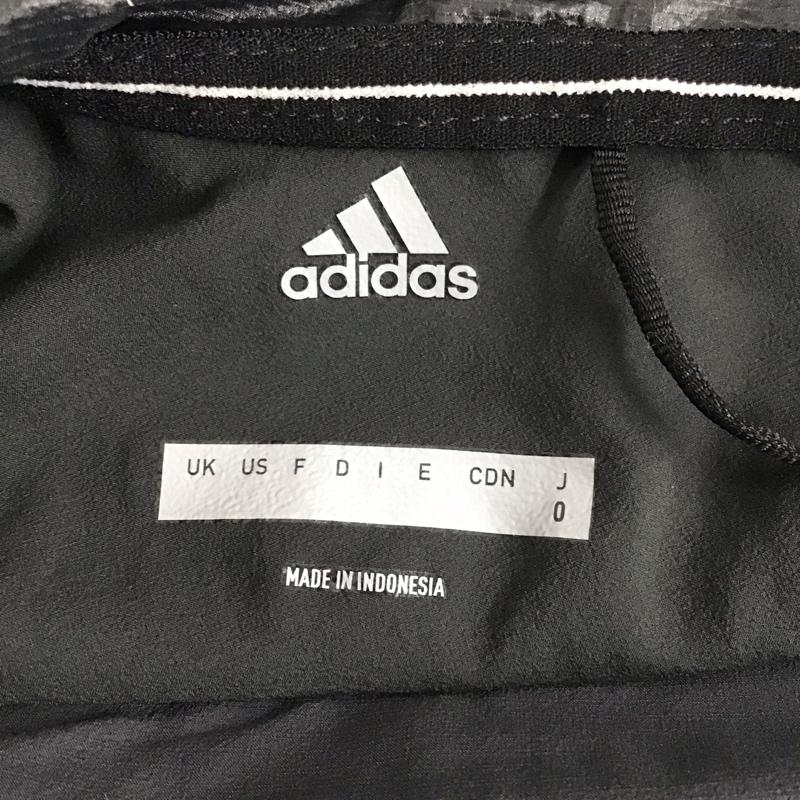 adidas
UK US F D I E CDN J
O
MADE IN INDONESIA